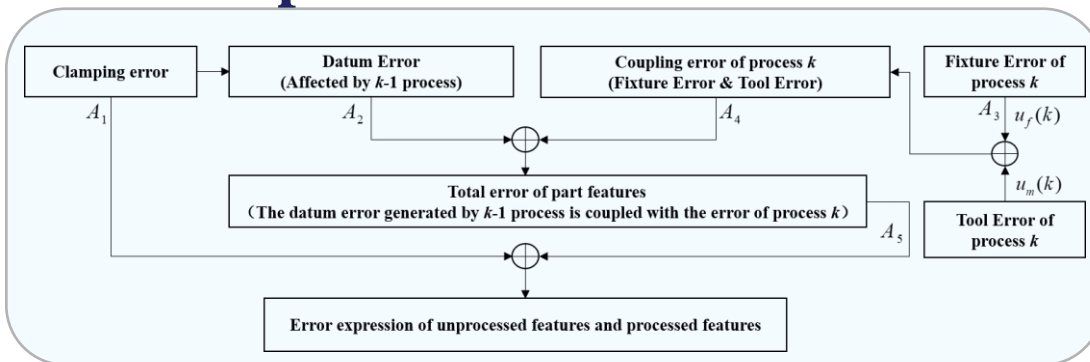 Clamping error
Datum Error
(Affected by k-1 process)
Coupling error of process k
(Fixture Error & Tool Error)
Fixture Error of
process k
A₁
A₂
A₄
A₃
u_f(k)
u_m(k)
Total error of part features
（The datum error generated by k-1 process is coupled with the error of process k）
Tool Error of
process k
A₅
Error expression of unprocessed features and processed features